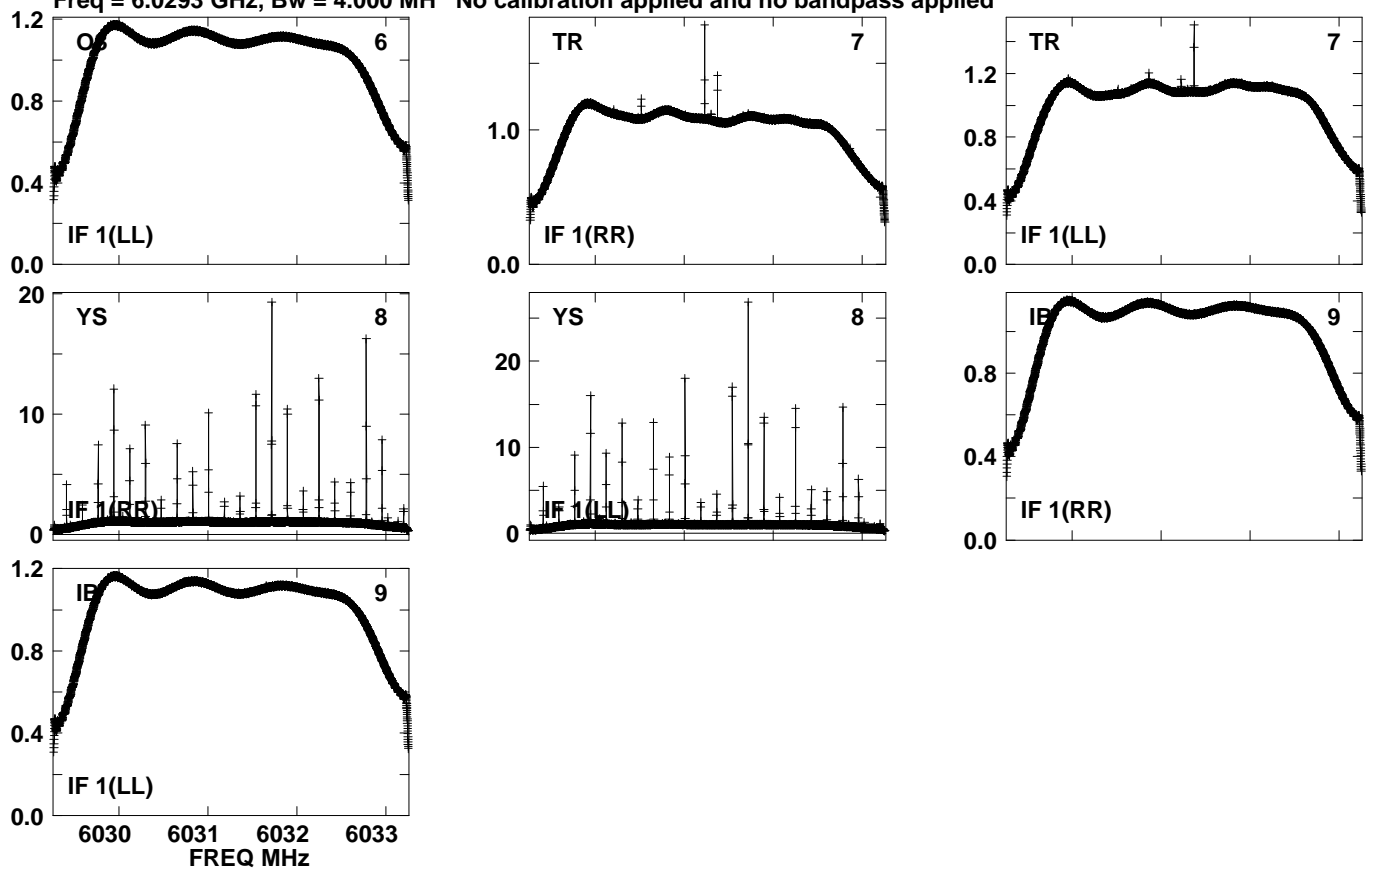 Freq = 6.0293 GHz, Bw = 4.000 MH No calibration applied and no bandpass applied
1.2
0.8
0.4
0.0
6
IF 1(LL)
1.0
0.0
TR
7
IF 1(RR)
1.2
0.8
0.4
0.0
TR
7
IF 1(LL)
20
10
0
YS
8
IF 1(RR)
20
10
0
YS
8
IF 1(LL)
0.8
0.4
0.0
IB
9
IF 1(RR)
1.2
0.8
0.4
0.0
IB
9
IF 1(LL)
6030 6031 6032 6033
FREQ MHz